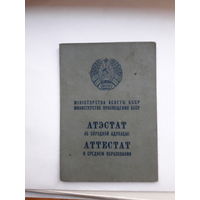 МІНІСТЭРСТВА АСВЕТЫ БССР
МИНИСТЕРСТВО ПРОСВЕЩЕНИЯ БССР
АТЭСТАТ
АБ СЯРЭДНЯЙ АДУКАЦЫІ
АТТЕСТАТ
О СРЕДНЕМ ОБРАЗОВАНИИ